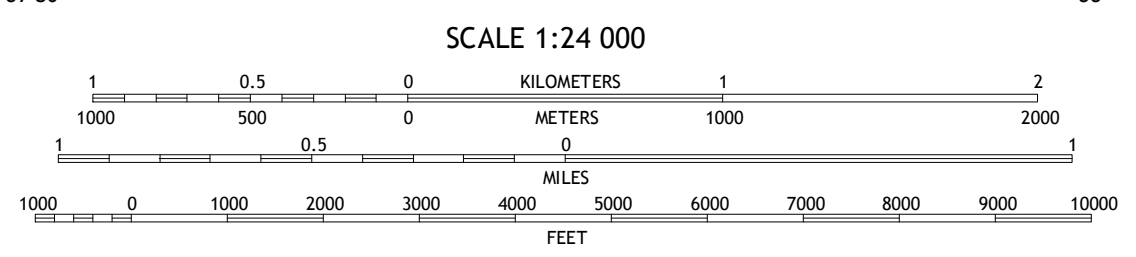 SCALE 1:24 000
1 0.5 0 KILOMETERS 1 2
1000 500 0 METERS 1000 2000
1 0.5 0 1
MILES
1000 0 1000 2000 3000 4000 5000 6000 7000 8000 9000 10000
FEET